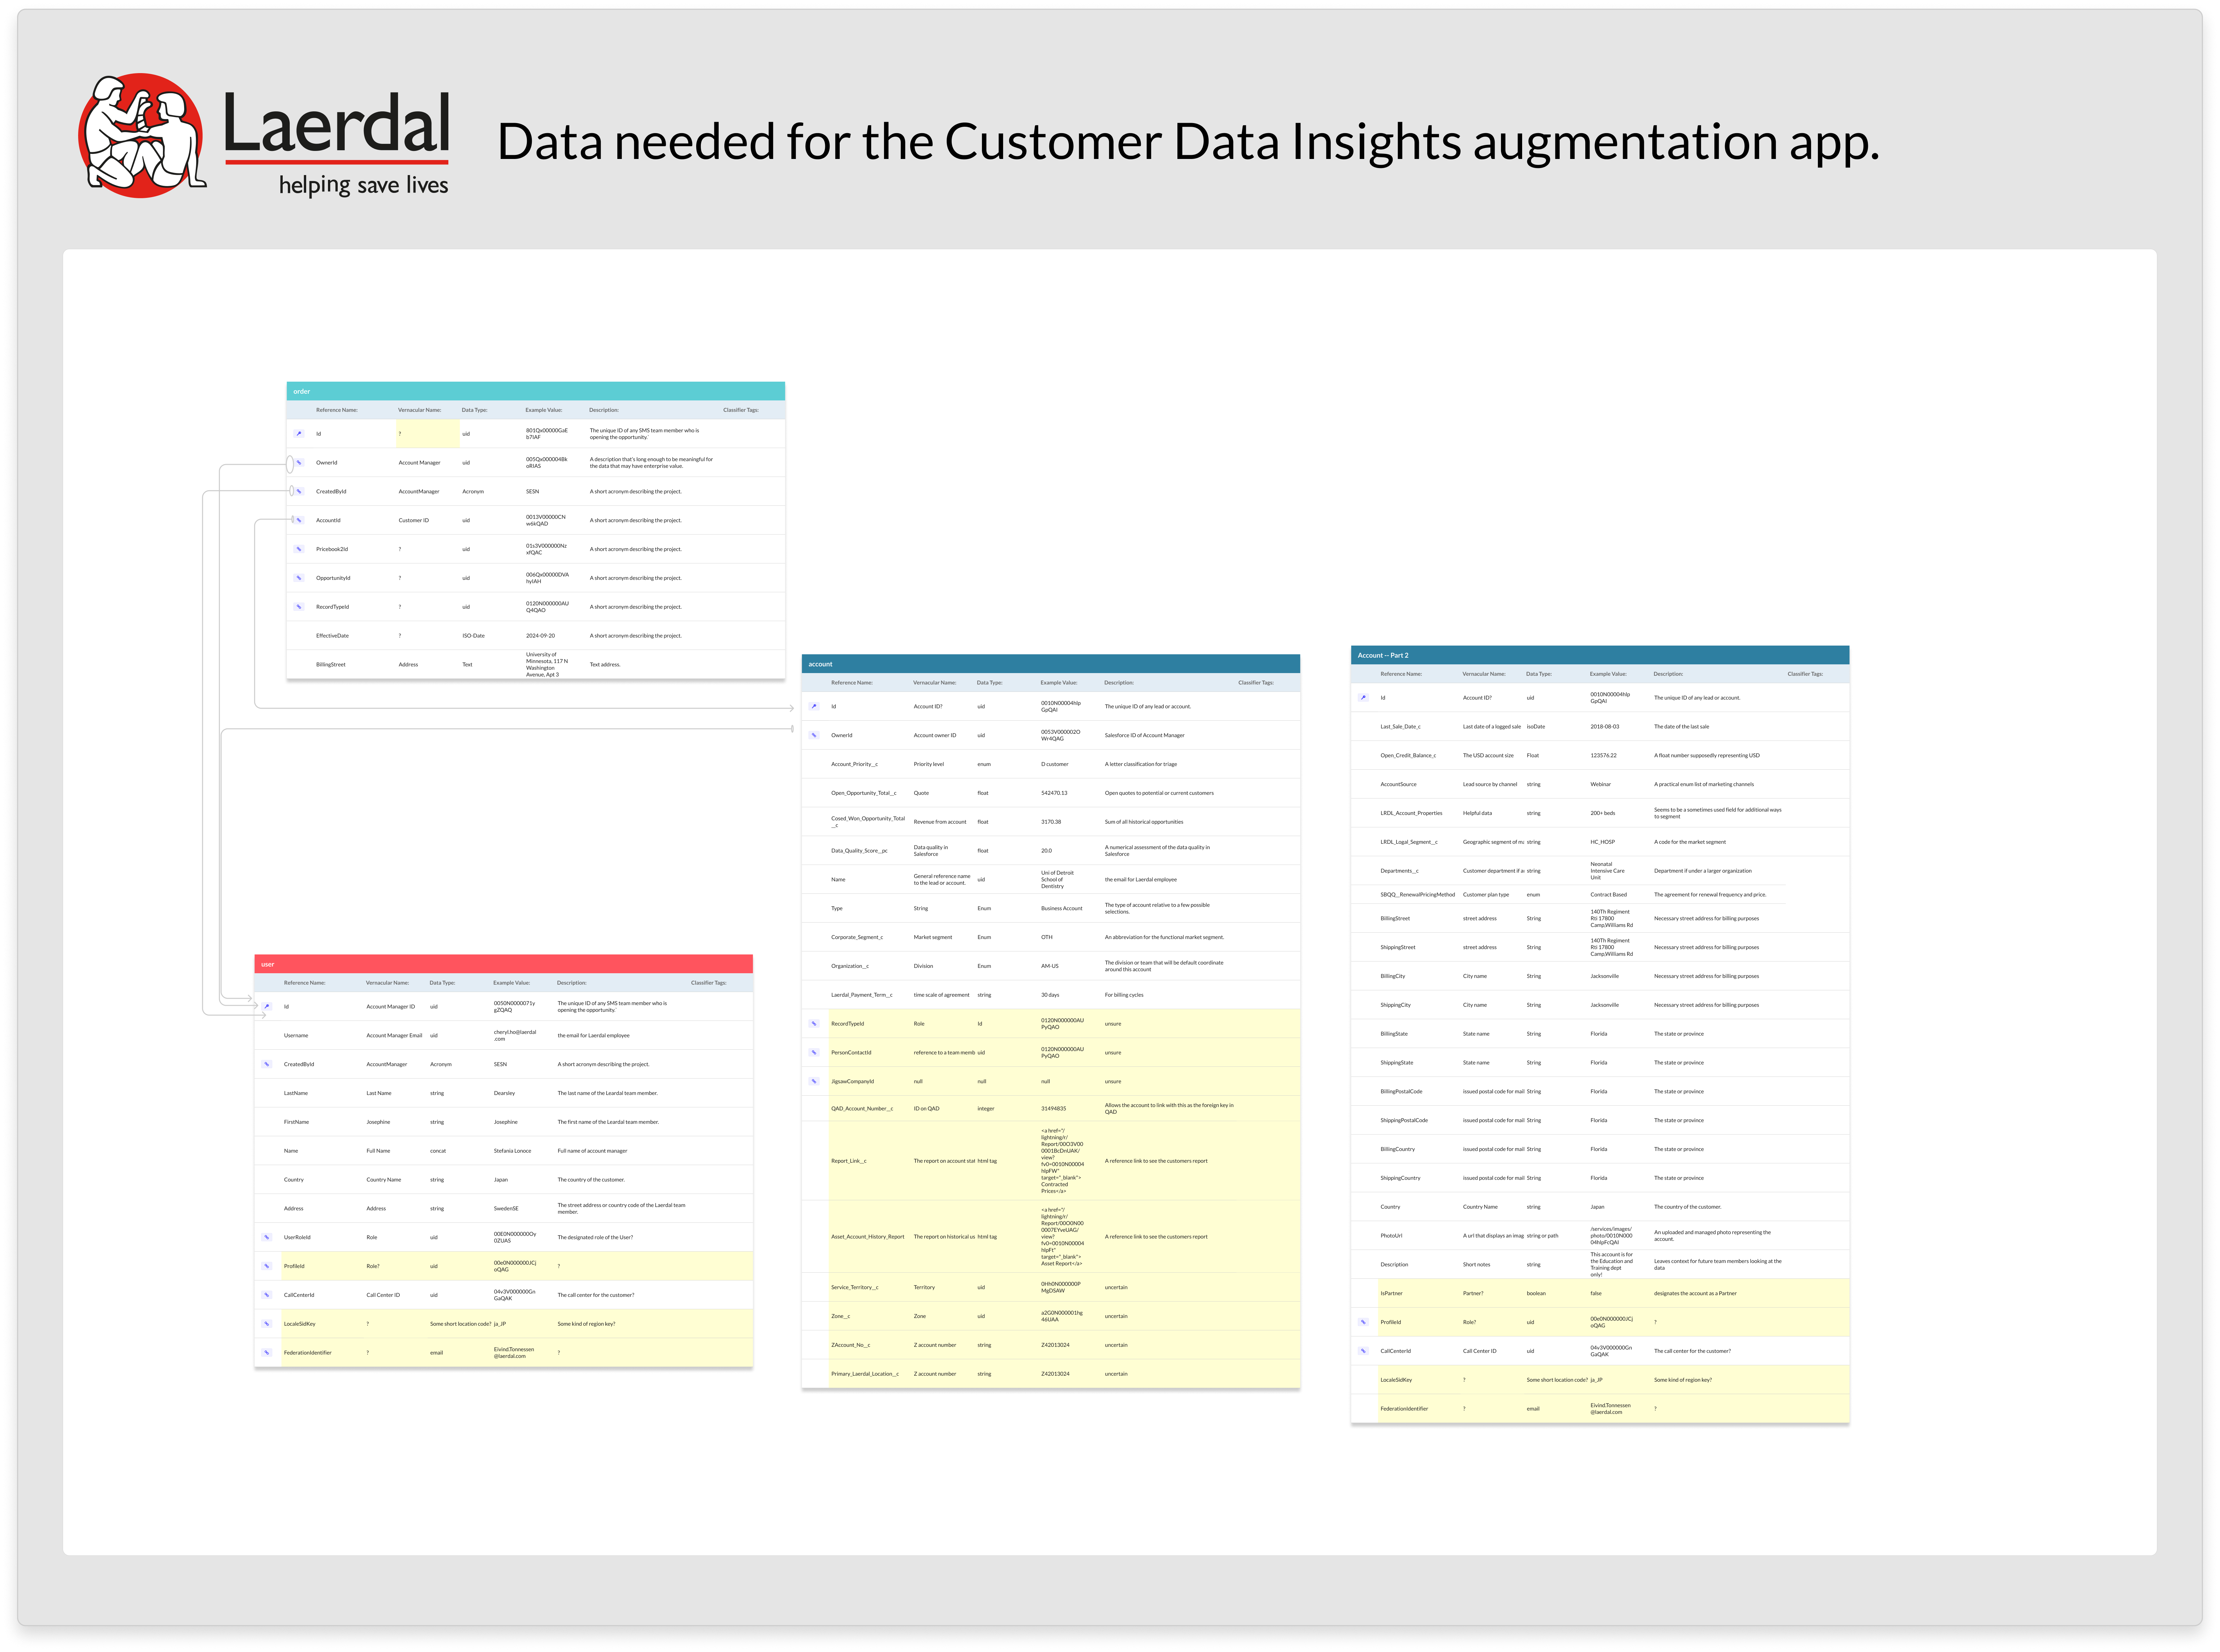 Laerdal
helping save lives
Data needed for the Customer Data Insights augmentation app.
order
Reference Name: Vernacular Name: Data Type: Example Value: Description: Classifier Tags:
Id ? uid 801Qx00000GaE The unique ID of any SMS team member who is
b7IAF opening the opportunity.'
OwnerId Account Manager uid 005Qx000004Bk A description that's long enough to be meaningful for
oRIAS the data that may have enterprise value.
CreatedById AccountManager Acronym SESN A short acronym describing the project.
AccountId Customer ID uid 0013V00000CN A short acronym describing the project.
w6kQAD
Pricebook2Id ? uid 01s3V000000Nz A short acronym describing the project.
xfQAC
OpportunityId ? uid 006Qx00000DVA A short acronym describing the project.
hyIAH
RecordTypeId ? uid 0120N000000AU A short acronym describing the project.
Q4QAO
EffectiveDate ? ISO-Date 2024-09-20 A short acronym describing the project.
BillingStreet Address Text University of Text address.
Minnesota, 117 N
Washington
Avenue, Apt 3
account
Reference Name: Vernacular Name: Data Type: Example Value: Description: Classifier Tags:
Id Account ID? uid 0010N00004hIp The unique ID of any lead or account.
GpQAI
OwnerId Account owner ID uid 0053V000002O Salesforce ID of Account Manager
Wr4QAG
Account_Priority__c Priority level enum D customer A letter classification for triage
Open_Opportunity_Total__c Quote float 542470.13 Open quotes to potential or current customers
Cosed_Won_Opportunity_Total Revenue from account float 3170.38 Sum of all historical opportunities
__c
Data_Quality_Score__pc Data quality in float 20.0 A numerical assessment of the data quality in
Salesforce Salesforce
Name General reference name uid Uni of Detroit the email for Laerdal employee
to the lead or account. School of
Dentistry
Type String Enum Business Account The type of account relative to a few possible
selections.
Corporate_Segment_c Market segment Enum OTH An abbreviation for the functional market segment.
Organization__c Division Enum AM-US The division or team that will be default coordinate
around this account
Laerdal_Payment_Term__c time scale of agreement string 30 days For billing cycles
RecordTypeId Role Id 0120N000000AU unsure
PyQAO
PersonContactId reference to a team memb uid 0120N000000AU unsure
PyQAO
JigsawCompanyId null null null unsure
QAD_Account_Number__c ID on QAD integer 31494835 Allows the account to link with this as the foreign key in
QAD
Report_Link__c The report on account stat html tag A reference link to see the customers report
<a href="/
lightning/r/
Report/00O3V00
0001BcDnUAK/
view?
fv0=0010N00004
hIpFW"
target="_blank">
Contracted
Prices</a>
Asset_Account_History_Report The report on historical us html tag A reference link to see the customers report
<a href="/
lightning/r/
Report/00O0N00
0007EYveUAG/
view?
fv0=0010N00004
hIpFt"
target="_blank">
Asset Report</a>
Service_Territory__c Territory uid 0Hh0N000000P uncertain
MgDSAW
Zone__c Zone uid a2G0N000001hg uncertain
46UAA
ZAccount_No__c Z account number string Z42013024 uncertain
Primary_Laerdal_Location__c Z account number string Z42013024 uncertain
Account -- Part 2
Reference Name: Vernacular Name: Data Type: Example Value: Description: Classifier Tags:
Id Account ID? uid 0010N00004hIp The unique ID of any lead or account.
GpQAI
Last_Sale_Date_c Last date of a logged sale isoDate 2018-08-03 The date of the last sale
Open_Credit_Balance_c The USD account size Float 123576.22 A float number supposedly representing USD
AccountSource Lead source by channel string Webinar A practical enum list of marketing channels
LRDL_Account_Properties Helpful data string 200+ beds Seems to be a sometimes used field for additional ways
to segment
LRDL_Logal_Segment__c Geographic segment of ma string HC_HOSP A code for the market segment
Departments__c Customer department if a string Neonatal Department if under a larger organization
Intensive Care
Unit
SBQQ__RenewalPricingMethod Customer plan type enum Contract Based The agreement for renewal frequency and price.
BillingStreet street address String 140Th Regiment Necessary street address for billing purposes
Rti 17800
Camp,Williams Rd
ShippingStreet street address String 140Th Regiment Necessary street address for billing purposes
Rti 17800
Camp,Williams Rd
BillingCity City name String Jacksonville Necessary street address for billing purposes
ShippingCity City name String Jacksonville Necessary street address for billing purposes
BillingState State name String Florida The state or province
ShippingState State name String Florida The state or province
BillingPostalCode issued postal code for mail String Florida The state or province
ShippingPostalCode issued postal code for mail String Florida The state or province
BillingCountry issued postal code for mail String Florida The state or province
ShippingCountry issued postal code for mail String Florida The state or province
Country Country Name string Japan The country of the customer.
PhotoUrl A url that displays an imag string or path /services/images/ An uploaded and managed photo representing the
photo/0010N000 account.
04hIpFcQAI
Description Short notes string This account is for Leaves context for future team members looking at the
the Education and data
Training dept
only!
IsPartner Partner? boolean false designates the account as a Partner
ProfileId Role? uid 00e0N000000JCj ?
oQAG
CallCenterId Call Center ID uid 04v3V000000Gn The call center for the customer?
GaQAK
LocaleSidKey ? Some short location code? ja_JP Some kind of region key?
FederationIdentifier ? email Eivind.Tonnessen ?
@laerdal.com
user
Reference Name: Vernacular Name: Data Type: Example Value: Description: Classifier Tags:
Id Account Manager ID uid 0050N0000071y The unique ID of any SMS team member who is
gZQAQ opening the opportunity.'
Username Account Manager Email uid cheryl.ho@laerdal the email for Laerdal employee
.com
CreatedById AccountManager Acronym SESN A short acronym describing the project.
LastName Last Name string Dearsley The last name of the Leardal team member.
FirstName Josephine string Josephine The first name of the Leardal team member.
Name Full Name concat Stefania Lonoce Full name of account manager
Country Country Name string Japan The country of the customer.
Address Address string SwedenSE The street address or country code of the Laerdal team
member.
UserRoleId Role uid 00E0N000000Oy The designated role of the User?
0ZUAS
ProfileId Role? uid 00e0N000000JCj ?
oQAG
CallCenterId Call Center ID uid 04v3V000000Gn The call center for the customer?
GaQAK
LocaleSidKey ? Some short location code? ja_JP Some kind of region key?
FederationIdentifier ? email Eivind.Tonnessen ?
@laerdal.com